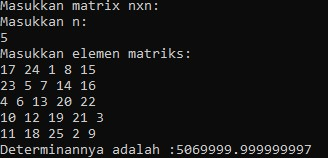 Masukkan matrix nxn:
Masukkan n:
5
Masukkan elemen matriks:
17 24 1 8 15
23 5 7 14 16
4 6 13 20 22
10 12 19 21 3
11 18 25 2 9
Determinannya adalah :5069999.999999997